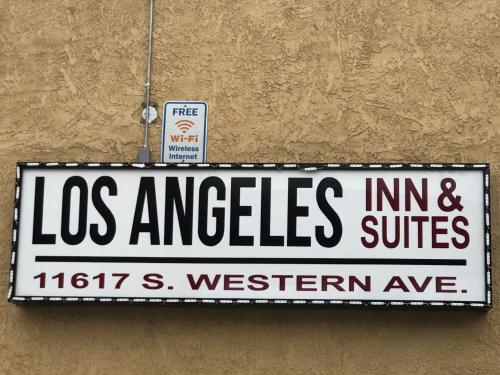 FREE
Wi-Fi
Wireless
Internet
LOS ANGELES INN &
SUITES
11617 S. WESTERN AVE.